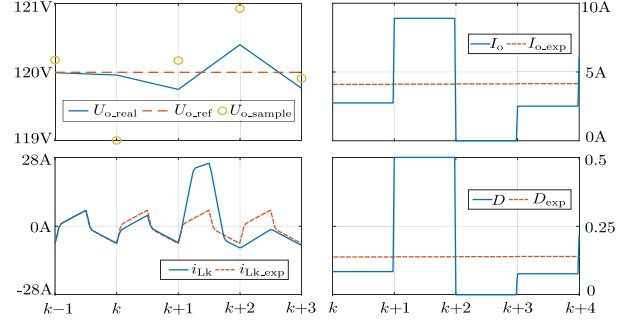 121V
120V
119V
U_o_real U_o_ref U_o_sample
10A
5A
0A
I_o
I_o_exp
28A
0A
-28A
i_Lk i_Lk_exp
k−1 k k+1 k+2 k+3
0.5
0.25
0
D D_exp
k k+1 k+2 k+3 k+4